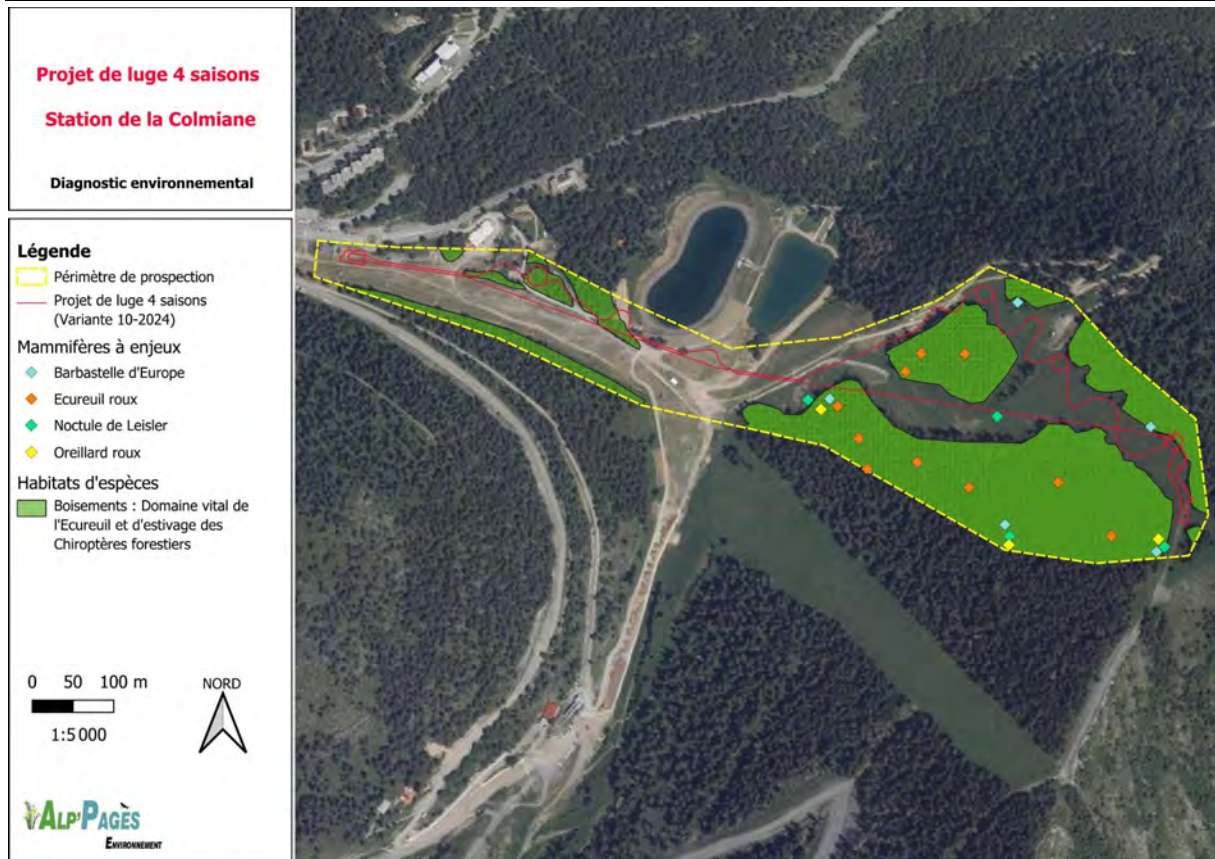 Projet de luge 4 saisons
Station de la Colmiane
Diagnostic environnemental
Légende
Périmètre de prospection
Projet de luge 4 saisons
(Variante 10-2024)
Mammifères à enjeux
Barbastelle d'Europe
Ecureuil roux
Noctule de Leisler
Oreillard roux
Habitats d'espèces
Boisements : Domaine vital de
l'Ecureuil et d'estivage des
Chiroptères forestiers
0 50 100 m
1:5 000
NORD
ALP'PAGÈS
ENVIRONNEMENT